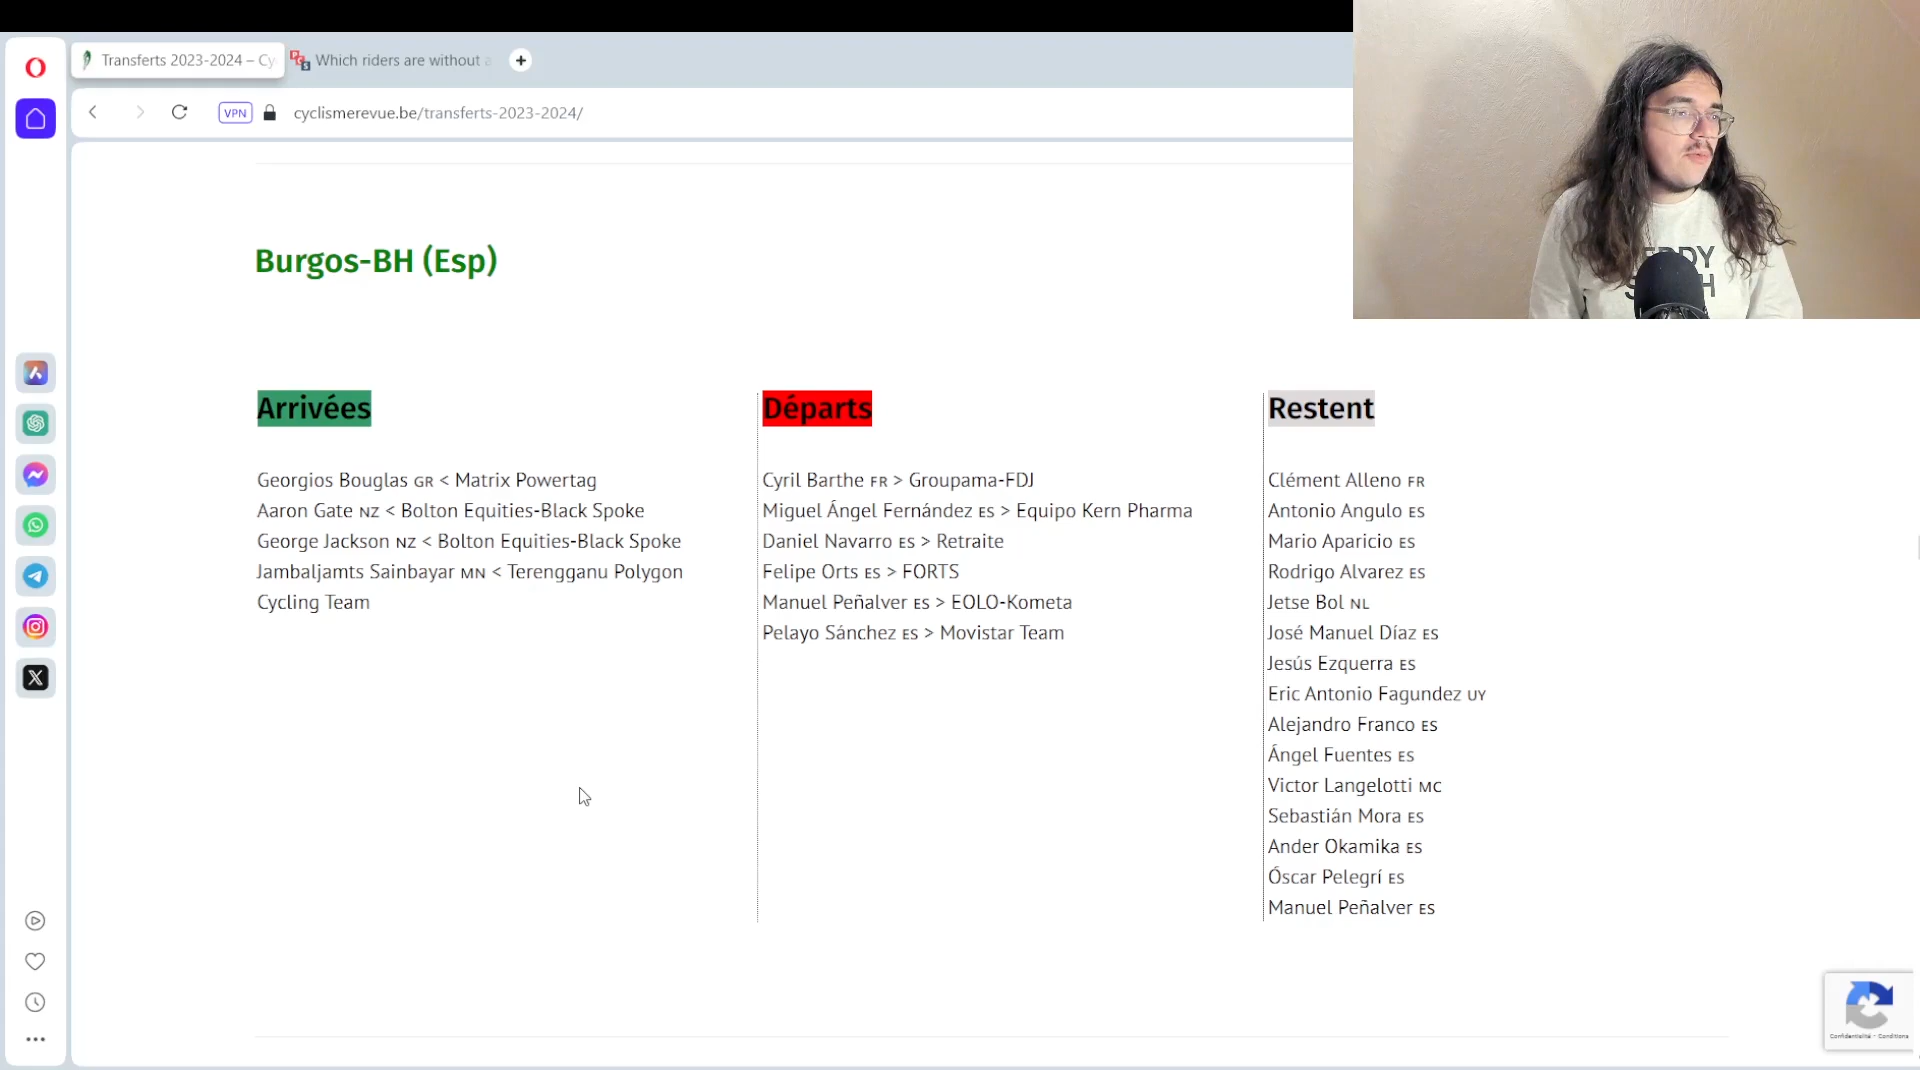 Transferts 2023-2024 – Cy
Which riders are without a
VPN
cyclismerevue.be/transferts-2023-2024/
Burgos-BH (Esp)
Arrivées
Georgios Bouglas GR < Matrix Powertag
Aaron Gate NZ < Bolton Equities-Black Spoke
George Jackson NZ < Bolton Equities-Black Spoke
Jambaljamts Sainbayar MN < Terengganu Polygon
Cycling Team
Départs
Cyril Barthe FR > Groupama-FDJ
Miguel Ángel Fernández ES > Equipo Kern Pharma
Daniel Navarro ES > Retraite
Felipe Orts ES > FORTS
Manuel Peñalver ES > EOLO-Kometa
Pelayo Sánchez ES > Movistar Team
Restent
Clément Alleno FR
Antonio Angulo ES
Mario Aparicio ES
Rodrigo Alvarez ES
Jetse Bol NL
José Manuel Díaz ES
Jesús Ezquerra ES
Eric Antonio Fagundez UY
Alejandro Franco ES
Ángel Fuentes ES
Victor Langelotti MC
Sebastián Mora ES
Ander Okamika ES
Óscar Pelegrí ES
Manuel Peñalver ES
Confidentialité - Conditions